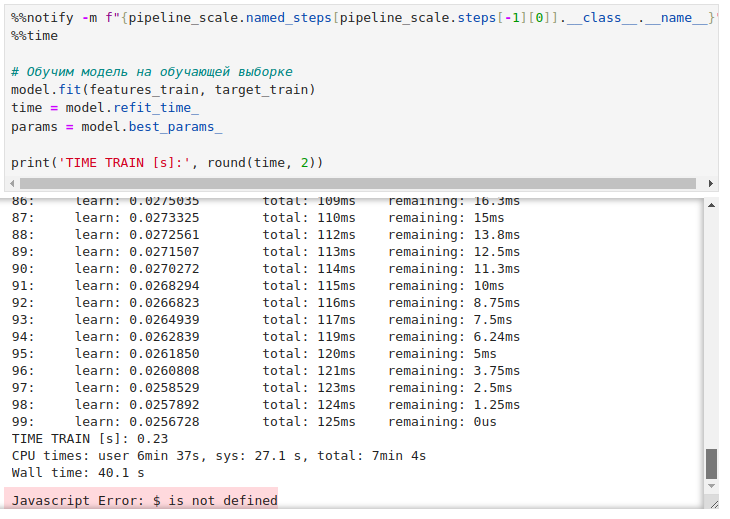 %%notify -m f"{pipeline_scale.named_steps[pipeline_scale.steps[-1][0]].__class__.__name__}"
%%time
# Обучим модель на обучающей выборке
model.fit(features_train, target_train)
time = model.refit_time_
params = model.best_params_
print('TIME TRAIN [s]:', round(time, 2))
86: learn: 0.0275035 total: 109ms remaining: 16.3ms
87: learn: 0.0273325 total: 110ms remaining: 15ms
88: learn: 0.0272561 total: 112ms remaining: 13.8ms
89: learn: 0.0271507 total: 113ms remaining: 12.5ms
90: learn: 0.0270272 total: 114ms remaining: 11.3ms
91: learn: 0.0268294 total: 115ms remaining: 10ms
92: learn: 0.0266823 total: 116ms remaining: 8.75ms
93: learn: 0.0264939 total: 117ms remaining: 7.5ms
94: learn: 0.0262839 total: 119ms remaining: 6.24ms
95: learn: 0.0261850 total: 120ms remaining: 5ms
96: learn: 0.0260808 total: 121ms remaining: 3.75ms
97: learn: 0.0258529 total: 123ms remaining: 2.5ms
98: learn: 0.0257892 total: 124ms remaining: 1.25ms
99: learn: 0.0256728 total: 125ms remaining: 0us
TIME TRAIN [s]: 0.23
CPU times: user 6min 37s, sys: 27.1 s, total: 7min 4s
Wall time: 40.1 s
Javascript Error: $ is not defined